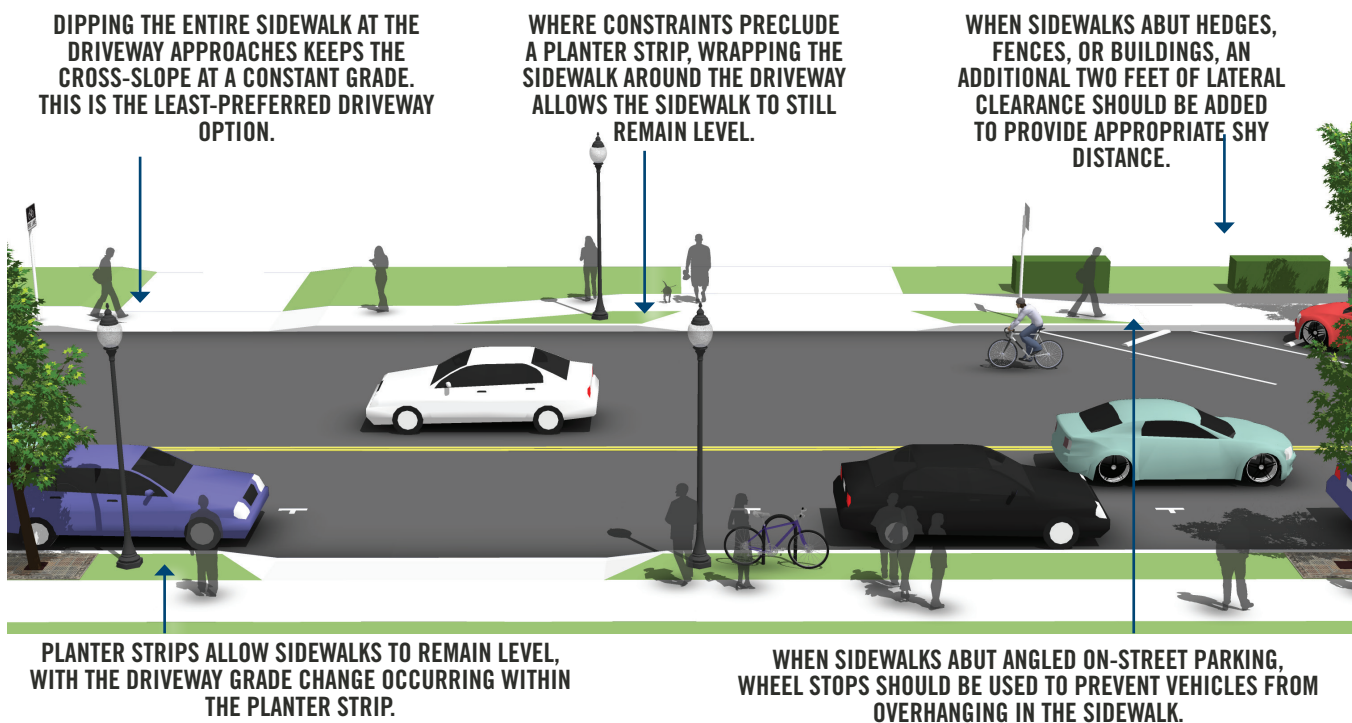 DIPPING THE ENTIRE SIDEWALK AT THE
DRIVEWAY APPROACHES KEEPS THE
CROSS-SLOPE AT A CONSTANT GRADE.
THIS IS THE LEAST-PREFERRED DRIVEWAY
OPTION.
WHERE CONSTRAINTS PRECLUDE
A PLANTER STRIP, WRAPPING THE
SIDEWALK AROUND THE DRIVEWAY
ALLOWS THE SIDEWALK TO STILL
REMAIN LEVEL.
WHEN SIDEWALKS ABUT HEDGES,
FENCES, OR BUILDINGS, AN
ADDITIONAL TWO FEET OF LATERAL
CLEARANCE SHOULD BE ADDED
TO PROVIDE APPROPRIATE SHY
DISTANCE.
PLANTER STRIPS ALLOW SIDEWALKS TO REMAIN LEVEL,
WITH THE DRIVEWAY GRADE CHANGE OCCURRING WITHIN
THE PLANTER STRIP.
WHEN SIDEWALKS ABUT ANGLED ON-STREET PARKING,
WHEEL STOPS SHOULD BE USED TO PREVENT VEHICLES FROM
OVERHANGING IN THE SIDEWALK.